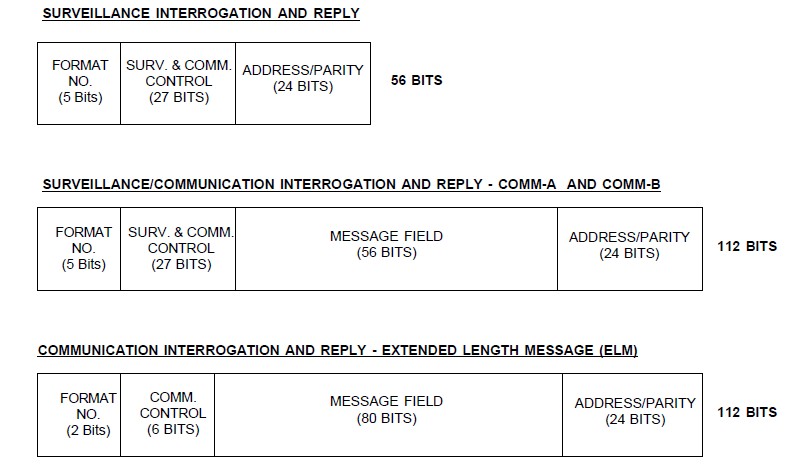 SURVEILLANCE INTERROGATION AND REPLY
FORMAT
NO.
(5 Bits)
SURV. & COMM.
CONTROL
(27 BITS)
ADDRESS/PARITY
(24 BITS)
56 BITS
SURVEILLANCE/COMMUNICATION INTERROGATION AND REPLY - COMM-A AND COMM-B
FORMAT
NO.
(5 Bits)
SURV. & COMM.
CONTROL
(27 BITS)
MESSAGE FIELD
(56 BITS)
ADDRESS/PARITY
(24 BITS)
112 BITS
COMMUNICATION INTERROGATION AND REPLY - EXTENDED LENGTH MESSAGE (ELM)
FORMAT
NO.
(2 Bits)
COMM.
CONTROL
(6 BITS)
MESSAGE FIELD
(80 BITS)
ADDRESS/PARITY
(24 BITS)
112 BITS